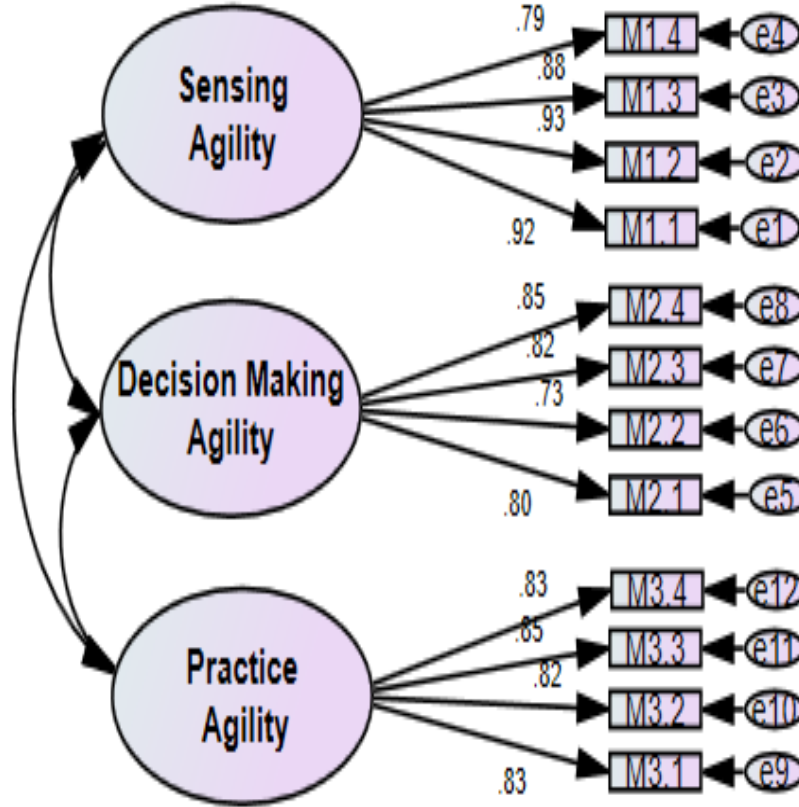 .79
M1.4
e4
.88
Sensing
Agility
M1.3
e3
.93
M1.2
e2
.92
M1.1
e1
.85
M2.4
e8
.82
Decision Making
Agility
M2.3
e7
.73
M2.2
e6
.80
M2.1
e5
.83
M3.4
e12
.85
Practice
Agility
M3.3
e11
.82
M3.2
e10
.83
M3.1
e9